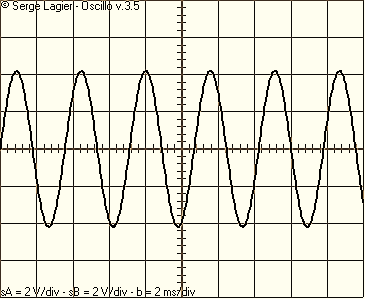 © Serge Lagier - Oscillo v.3.5
sA = 2 V/div - sB = 2 V/div - b = 2 ms/div